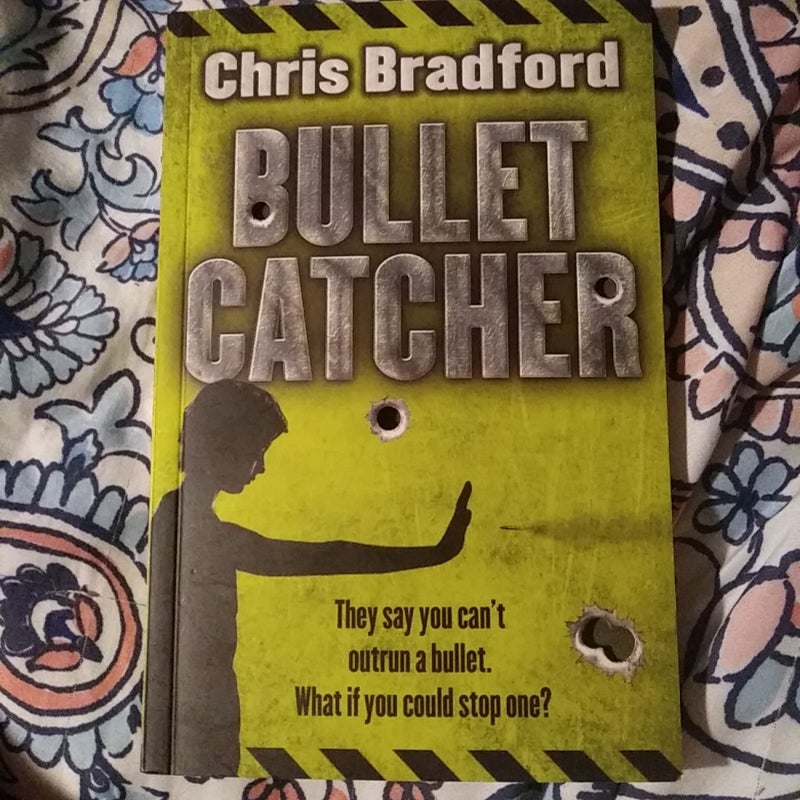 Chris Bradford
BULLET
CATCHER
They say you can't
outrun a bullet.
What if you could stop one?